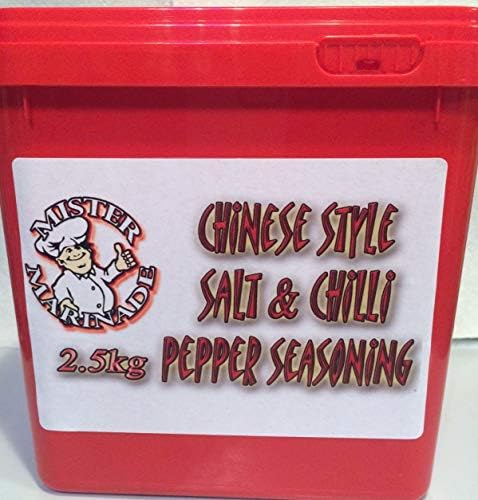 MISTER
MARINADE
CHINESE STYLE
SALT & CHILLI
2.5kg PEPPER SEASONING